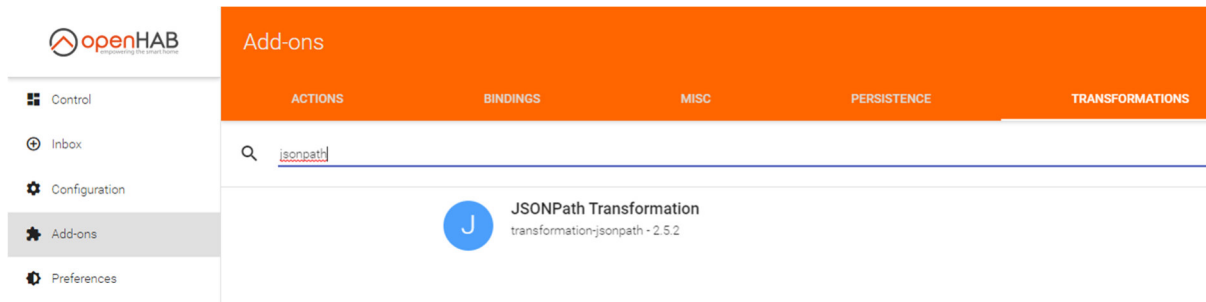 openHAB
empowering the smart home
Add-ons
ACTIONS BINDINGS MISC PERSISTENCE TRANSFORMATIONS
Control
Inbox
Configuration
Add-ons
Preferences
jsonpath
J
JSONPath Transformation
transformation-jsonpath - 2.5.2